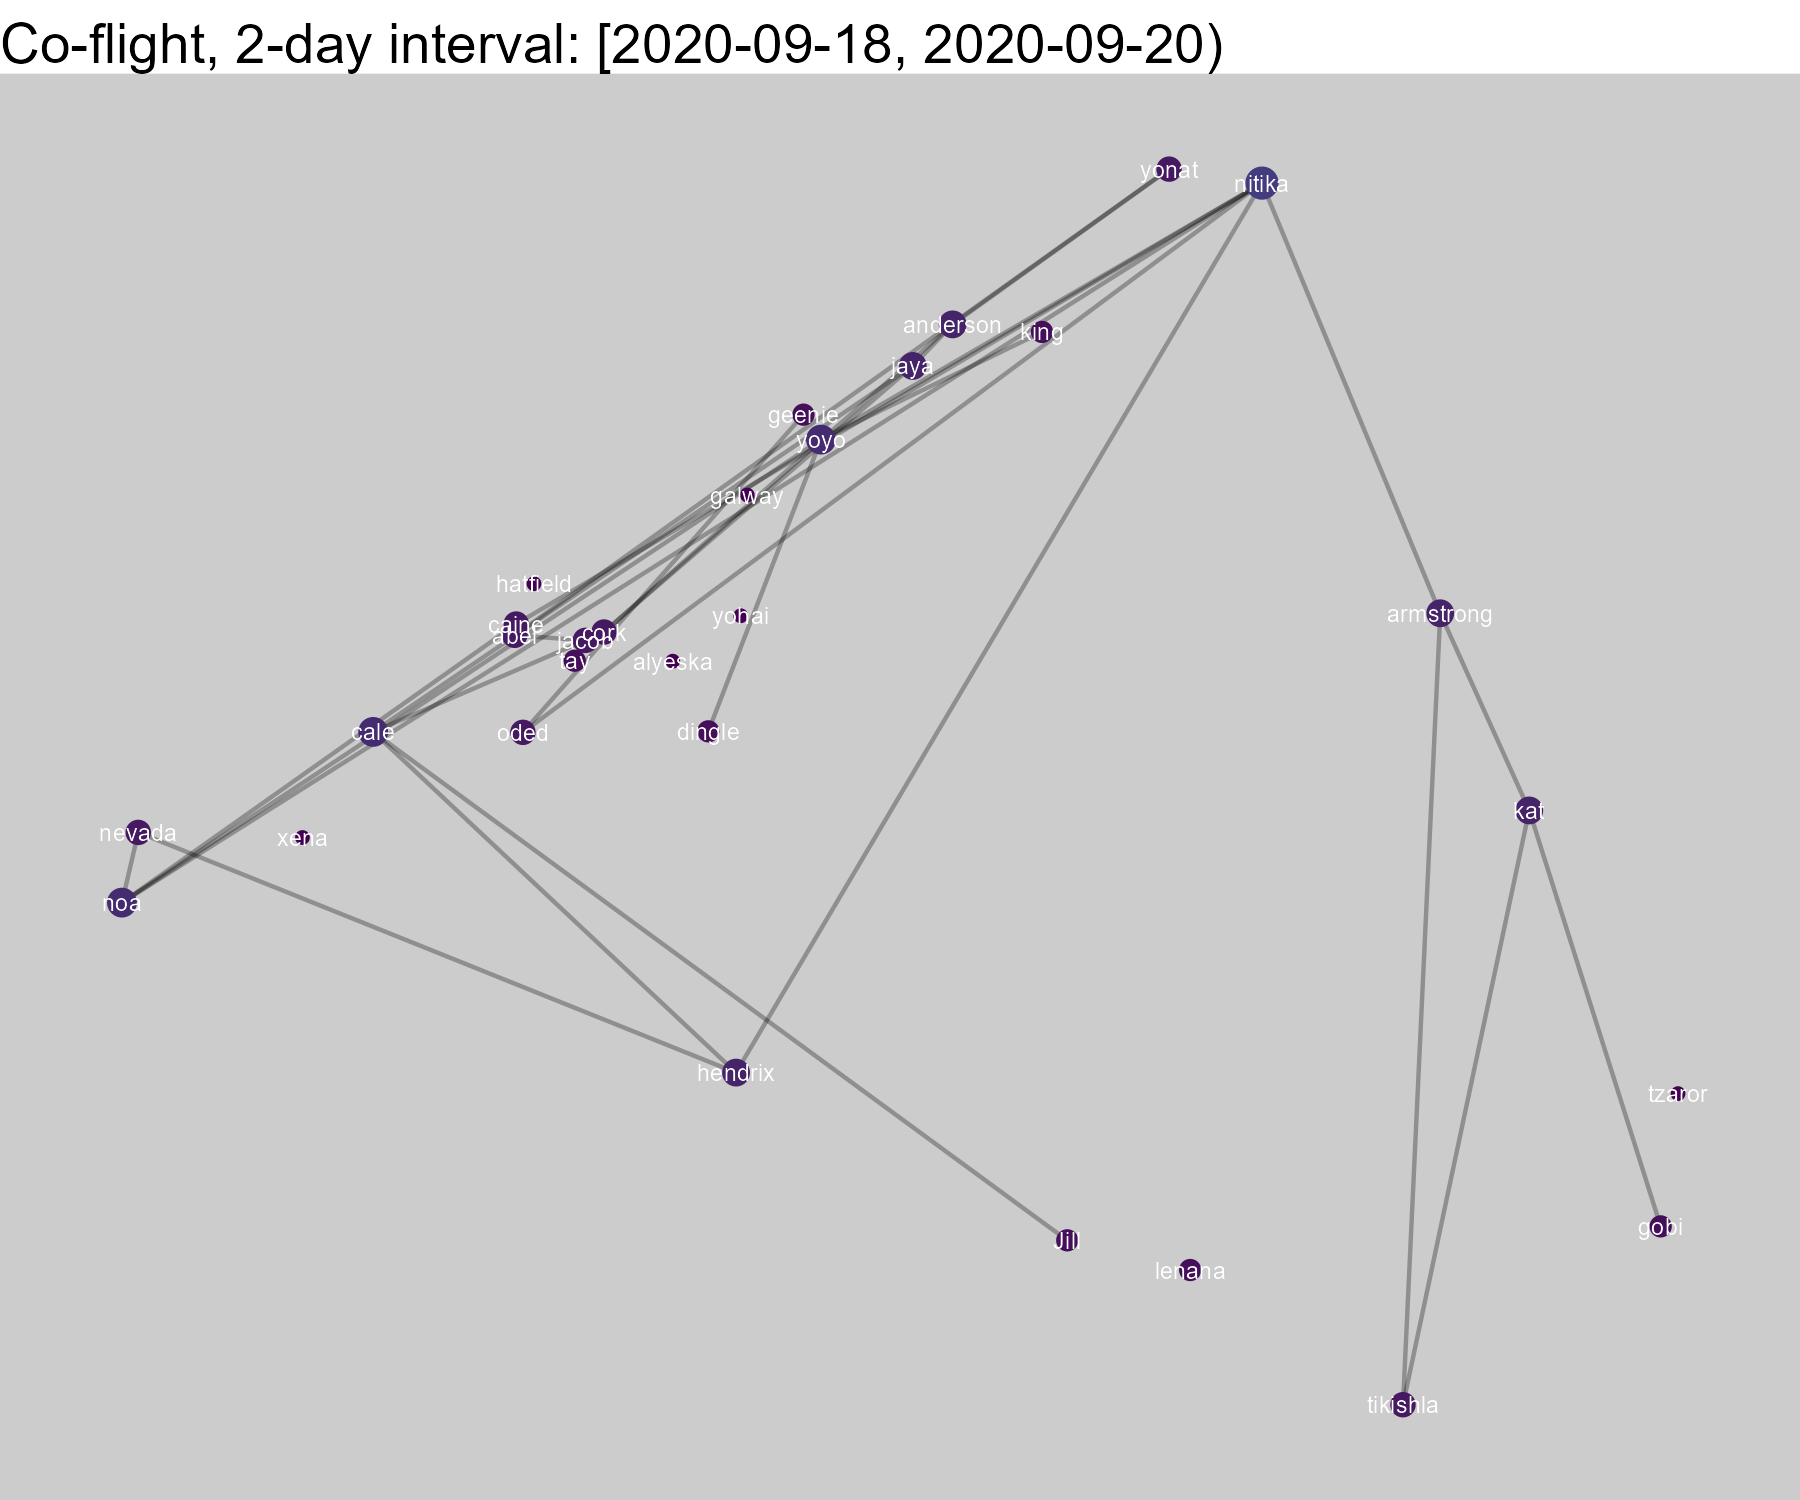 Co-flight, 2-day interval: [2020-09-18, 2020-09-20)
yonat
nitika
anderson
king
jaya
geenie
yoyo
galway
hatfield
caine
abel
jacob
cork
tay
yohai
alyeska
armstrong
cale
oded
dingle
nevada
xena
kat
noa
hendrix
tzaror
gobi
Jill
lenana
tikishla